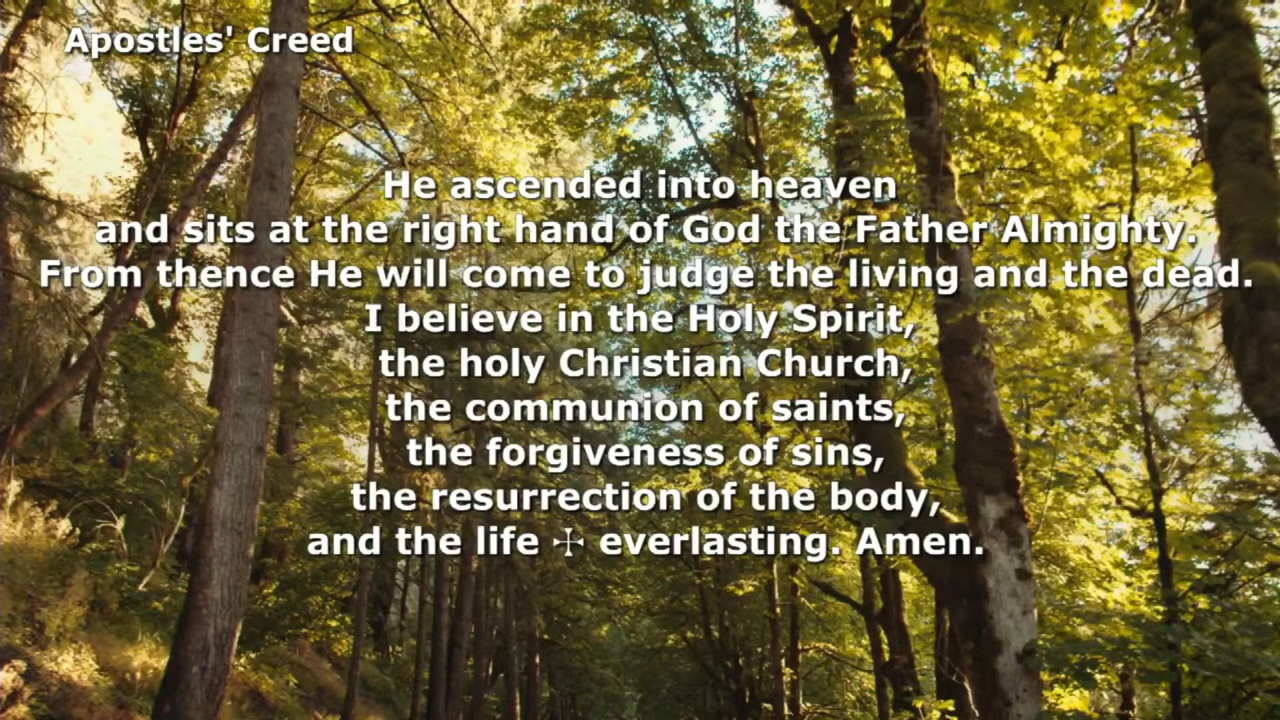 Apostles' Creed
He ascended into heaven
and sits at the right hand of God the Father Almighty.
From thence He will come to judge the living and the dead.
I believe in the Holy Spirit,
the holy Christian Church,
the communion of saints,
the forgiveness of sins,
the resurrection of the body,
and the life ☩ everlasting. Amen.